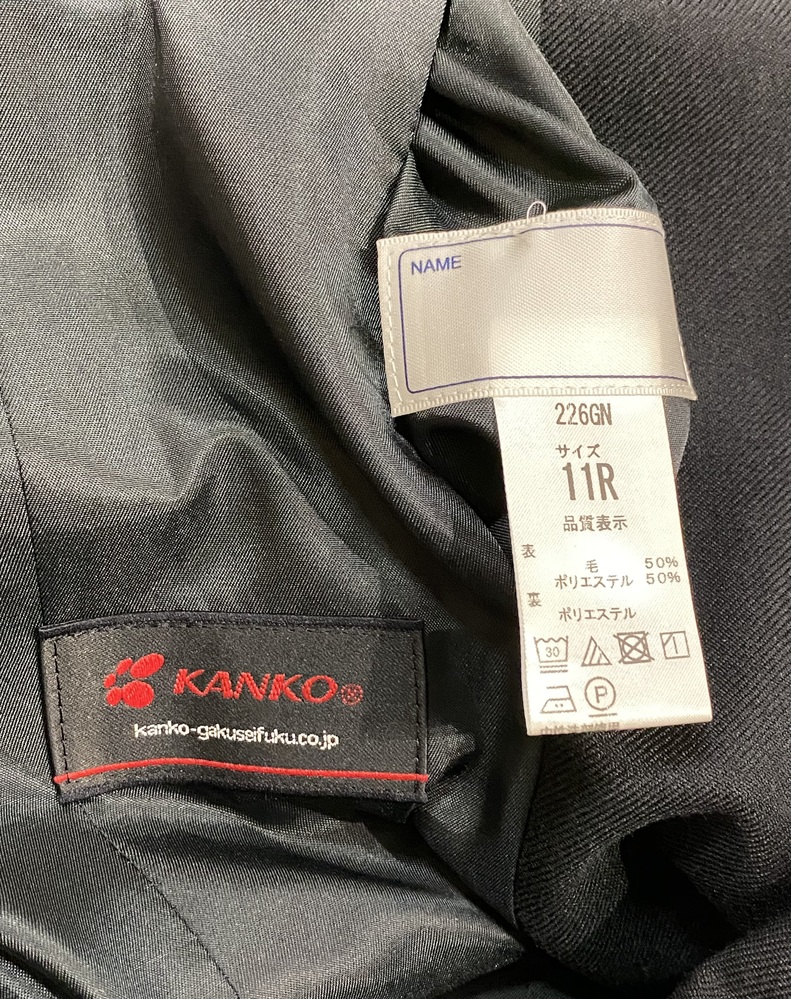 NAME
226GN
サイズ
11R
品質表示
表
毛 50%
ポリエステル 50%
裏
ポリエステル
30
P
KANKO
kanko-gakuseifuku.co.jp